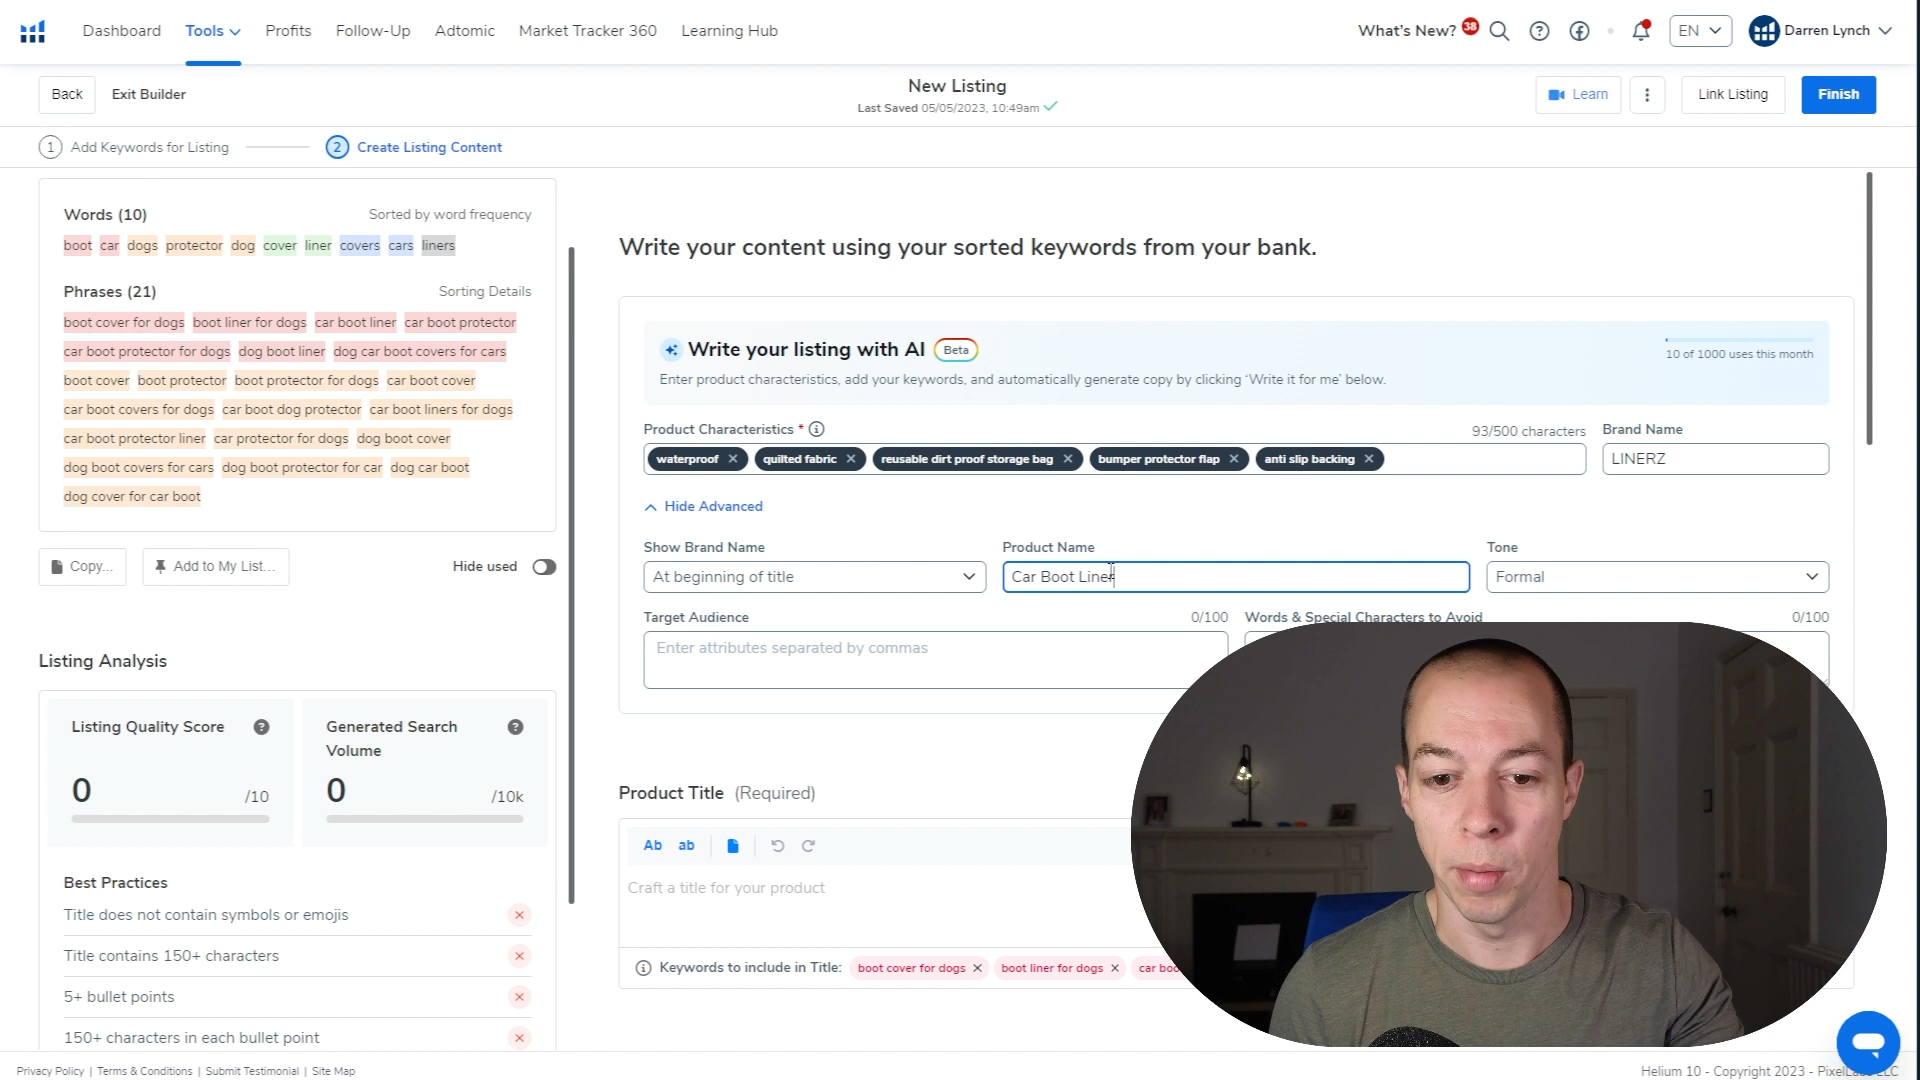 Dashboard Tools Profits Follow-Up Adtomic Market Tracker 360 Learning Hub What's New? 38 EN Darren Lynch
Back Exit Builder New Listing Learn Link Listing Finish
Last Saved 05/05/2023, 10:49am
1 Add Keywords for Listing 2 Create Listing Content
Words (10) Sorted by word frequency
boot car dogs protector dog cover liner covers cars liners
Phrases (21) Sorting Details
boot cover for dogs boot liner for dogs car boot liner car boot protector
car boot protector for dogs dog boot liner dog car boot covers for cars
boot cover boot protector boot protector for dogs car boot cover
car boot covers for dogs car boot dog protector car boot liners for dogs
car boot protector liner car protector for dogs dog boot cover
dog boot covers for cars dog boot protector for car dog car boot
dog cover for car boot
Copy... Add to My List... Hide used
Listing Analysis
Listing Quality Score ? Generated Search Volume ?
0 /10 0 /10k
Best Practices
Title does not contain symbols or emojis
Title contains 150+ characters
5+ bullet points
150+ characters in each bullet point
Write your content using your sorted keywords from your bank.
Write your listing with AI Beta
10 of 1000 uses this month
Enter product characteristics, add your keywords, and automatically generate copy by clicking 'Write it for me' below.
Product Characteristics * 93/500 characters Brand Name
waterproof quilted fabric reusable dirt proof storage bag bumper protector flap anti slip backing LINERZ
Hide Advanced
Show Brand Name Product Name Tone
At beginning of title Car Boot Liner Formal
Target Audience 0/100 Words & Special Characters to Avoid 0/100
Enter attributes separated by commas
Product Title (Required)
Ab ab
Craft a title for your product
Keywords to include in Title: boot cover for dogs boot liner for dogs car
Privacy Policy | Terms & Conditions | Submit Testimonial | Site Map Helium 10 - Copyright 2023 -